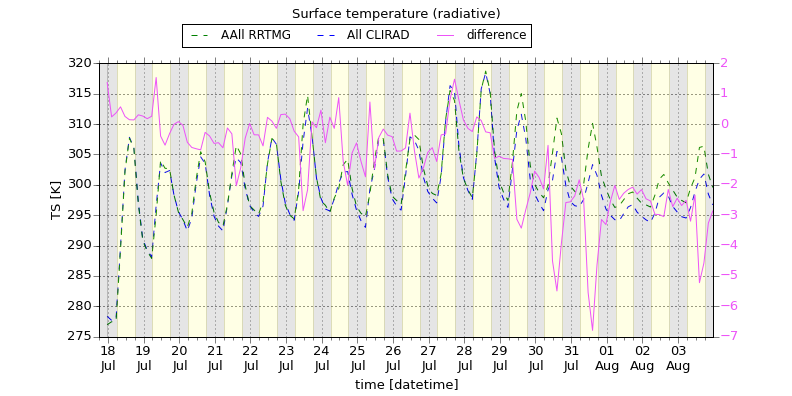 Surface temperature (radiative)
AAll RRTMG All CLIRAD difference
320 2
315 1
310 0
305 −1
300 −2
295 −3
290 −4
285 −5
280 −6
275 −7
TS [K]
18 19 20 21 22 23 24 25 26 27 28 29 30 31 01 02 03
Jul Jul Jul Jul Jul Jul Jul Jul Jul Jul Jul Jul Jul Jul Aug Aug Aug
time [datetime]